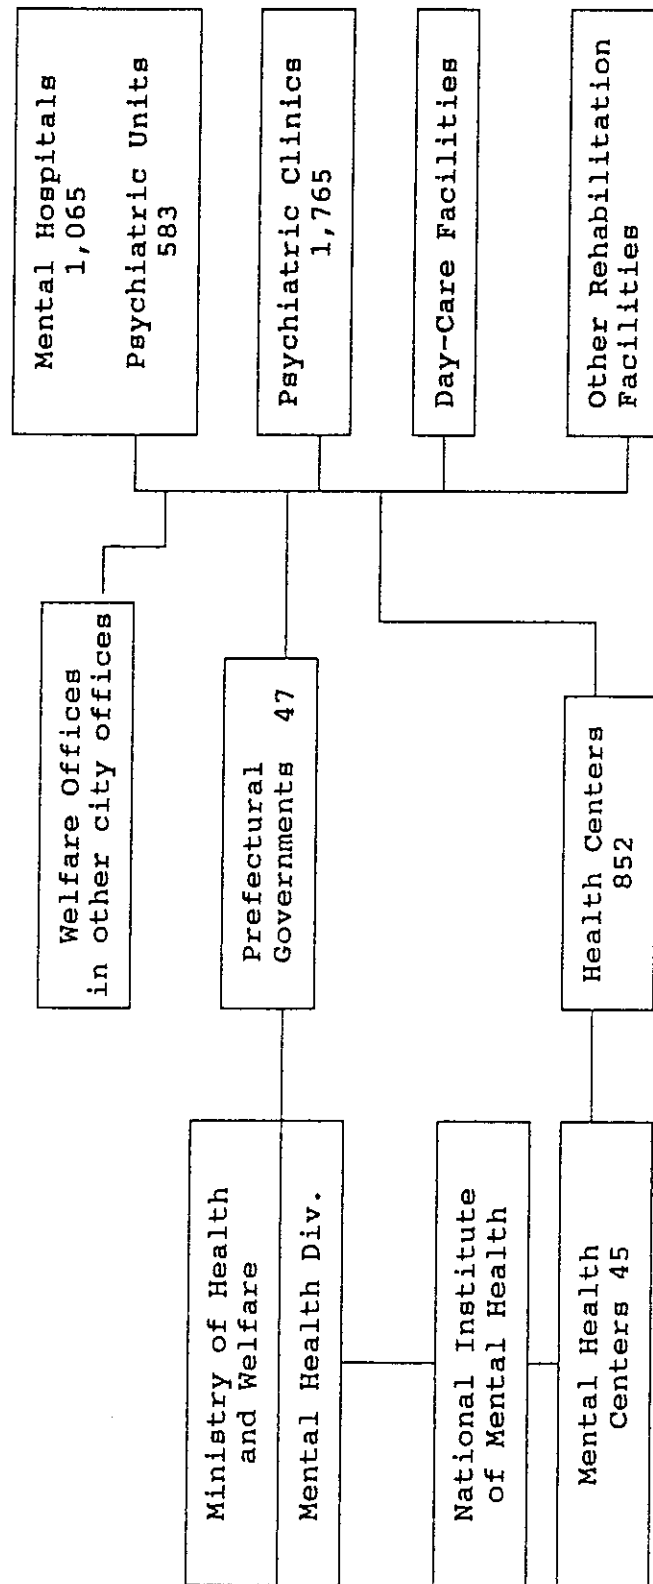 Ministry of Health
and Welfare
Mental Health Div.
National Institute
of Mental Health
Mental Health
Centers 45
Welfare Offices
in other city offices
Prefectural
Governments 47
Health Centers
852
Mental Hospitals
1,065
Psychiatric Units
583
Psychiatric Clinics
1,765
Day-Care Facilities
Other Rehabilitation
Facilities